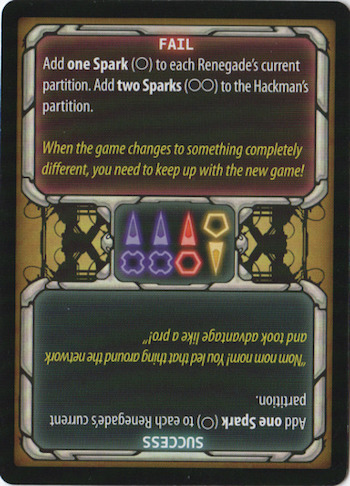 FAIL
Add one Spark (○) to each Renegade's current
partition. Add two Sparks (○○) to the Hackman's
partition.
When the game changes to something completely
different, you need to keep up with the new game!
SUCCESS
Add one Spark (○) to each Renegade's current
partition.
"Nom nom nom! You led that thing around the network
and took advantage like a pro!"